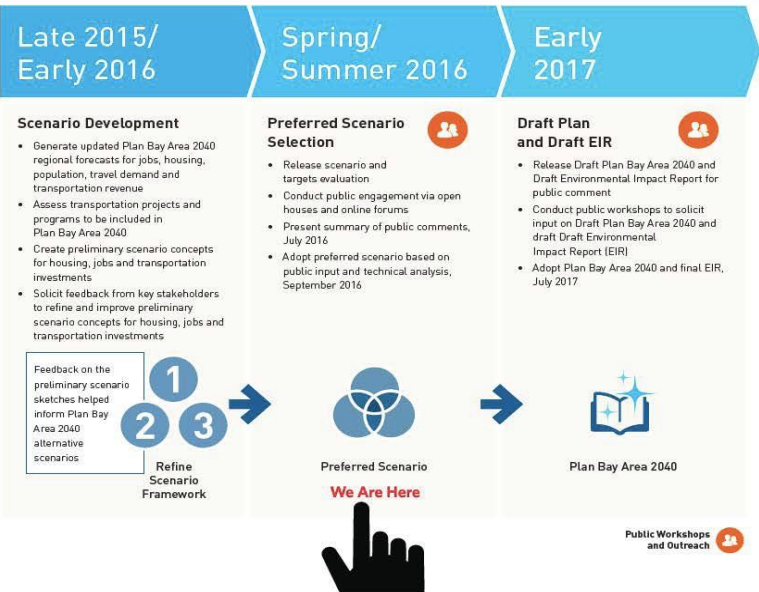 Late 2015/
Early 2016
Spring/
Summer 2016
Early
2017
Scenario Development
• Generate updated Plan Bay Area 2040
regional forecasts for jobs, housing,
population, travel demand and
transportation revenue
• Assess transportation projects and
programs to be included in
Plan Bay Area 2040
• Create preliminary scenario concepts
for housing, jobs and transportation
investments
• Solicit feedback from key stakeholders
to refine and improve preliminary
scenario concepts for housing, jobs and
transportation investments
Feedback on the
preliminary scenario
sketches helped
inform Plan Bay
Area 2040
alternative
scenarios
1
2 3
Refine
Scenario
Framework
Preferred Scenario
Selection
• Release scenario and
targets evaluation
• Conduct public engagement via open
houses and online forums
• Present summary of public comments,
July 2016
• Adopt preferred scenario based on
public input and technical analysis,
September 2016
Preferred Scenario
We Are Here
Draft Plan
and Draft EIR
• Release Draft Plan Bay Area 2040 and
Draft Environmental Impact Report for
public comment
• Conduct public workshops to solicit
input on Draft Plan Bay Area 2040 and
draft Draft Environmental
Impact Report (EIR)
• Adopt Plan Bay Area 2040 and final EIR,
July 2017
Plan Bay Area 2040
Public Workshops
and Outreach